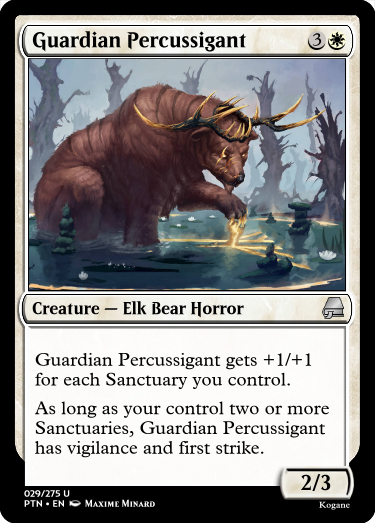 Guardian Percussigant 3
Creature — Elk Bear Horror
Guardian Percussigant gets +1/+1
for each Sanctuary you control.
As long as your control two or more
Sanctuaries, Guardian Percussigant
has vigilance and first strike.
2/3
029/275 U
PTN • EN Maxime Minard
Kogane